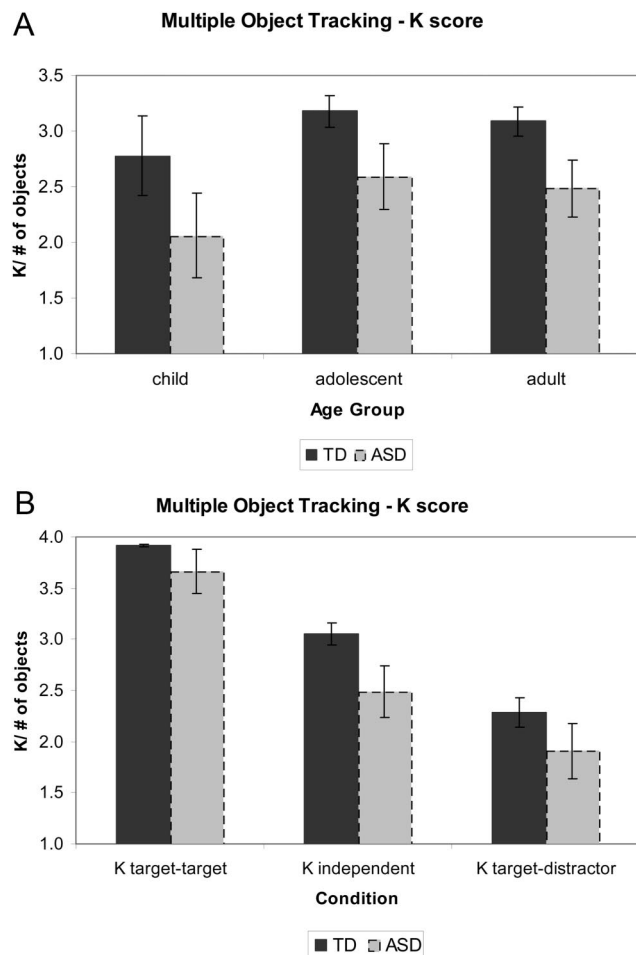 A
Multiple Object Tracking - K score
3.5
3.0
2.5
2.0
1.5
1.0
K/ # of objects
child adolescent adult
Age Group
TD ASD
B
Multiple Object Tracking - K score
4.0
3.5
3.0
2.5
2.0
1.5
1.0
K/ # of objects
K target-target K independent K target-distractor
Condition
TD ASD